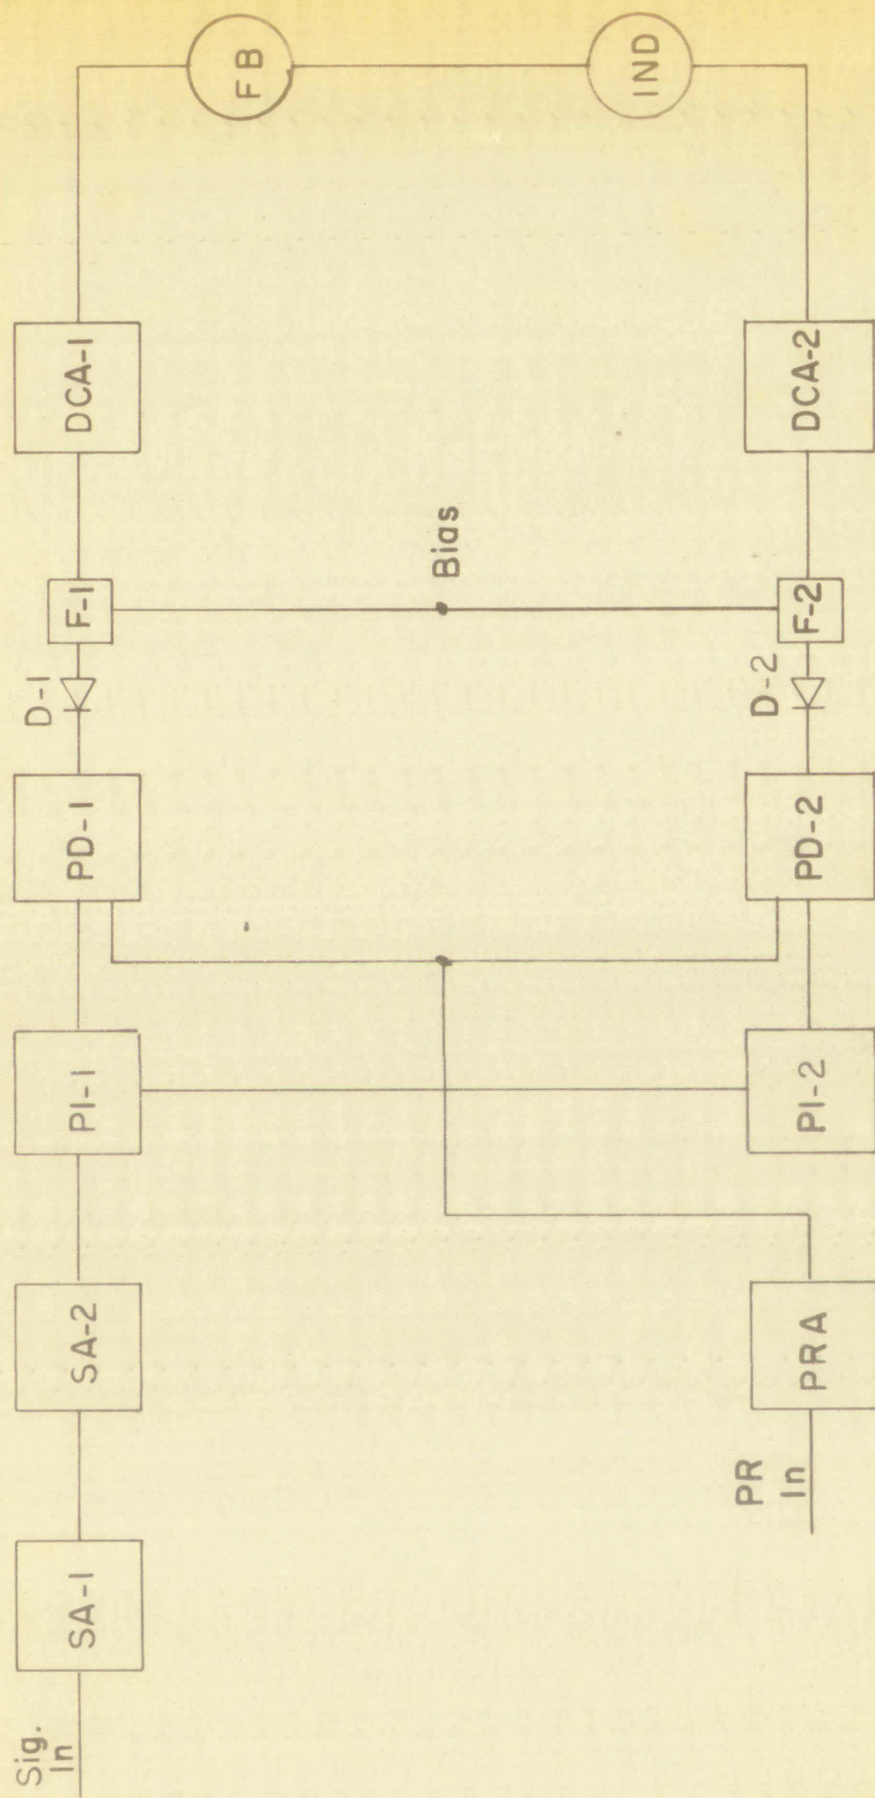 Sig.
In
SA-1
SA-2
PI-1
PD-1
D-1
F-1
DCA-1
FB
Bias
IND
PR
In
PRA
PI-2
PD-2
D-2
F-2
DCA-2